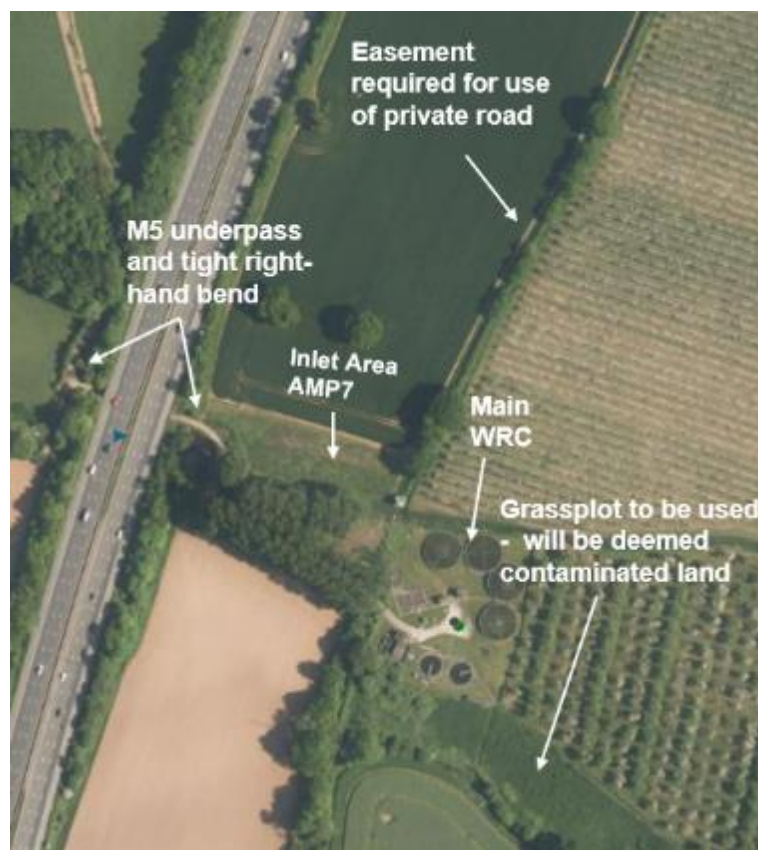 Easement
required for use
of private road
M5 underpass
and tight right-
hand bend
Inlet Area
AMP7
Main
WRC
Grassplot to be used
- will be deemed
contaminated land